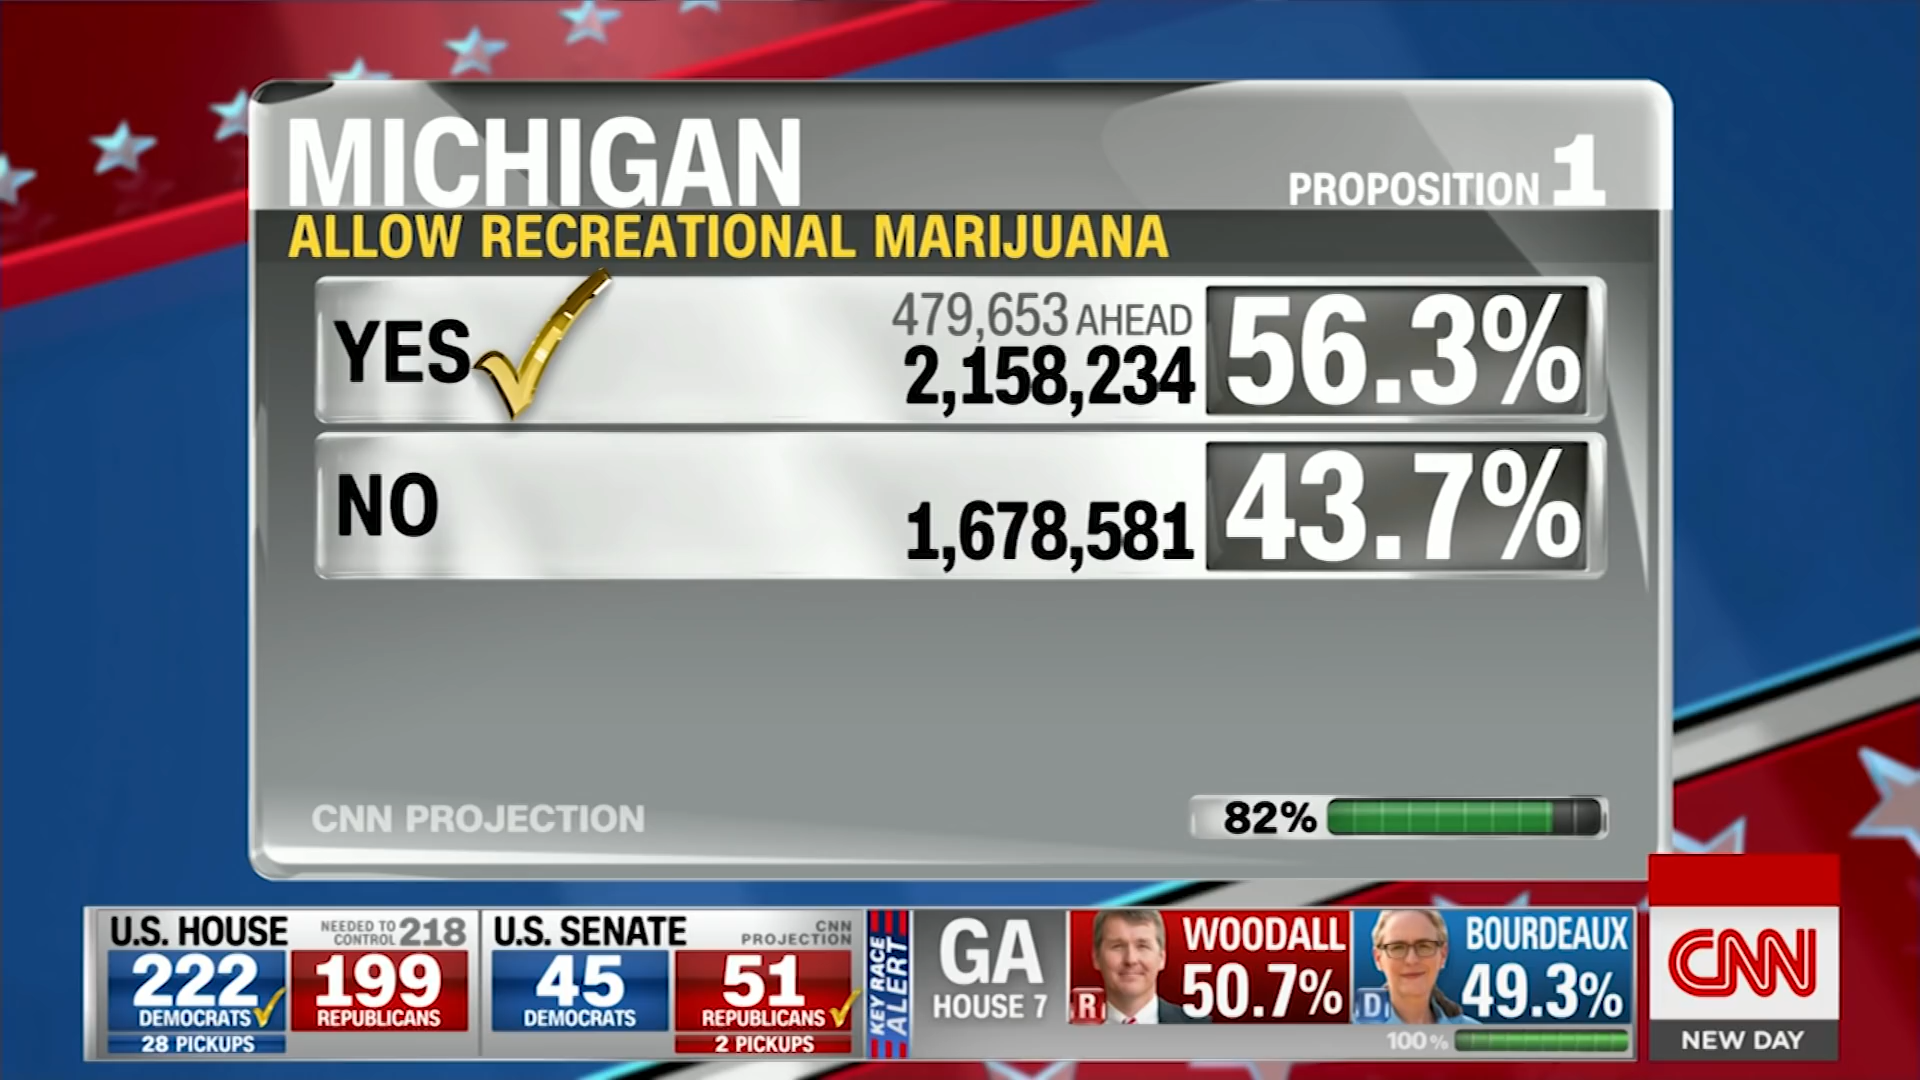 MICHIGAN
PROPOSITION 1
ALLOW RECREATIONAL MARIJUANA
YES
479,653 AHEAD
2,158,234
56.3%
NO
1,678,581
43.7%
CNN PROJECTION
82%
U.S. HOUSE
NEEDED TO
CONTROL 218
222
DEMOCRATS
28 PICKUPS
199
REPUBLICANS
U.S. SENATE
CNN
PROJECTION
45
DEMOCRATS
51
REPUBLICANS
2 PICKUPS
KEY RACE
ALERT
GA
HOUSE 7
R
WOODALL
50.7%
D
BOURDEAUX
49.3%
100%
CNN
NEW DAY